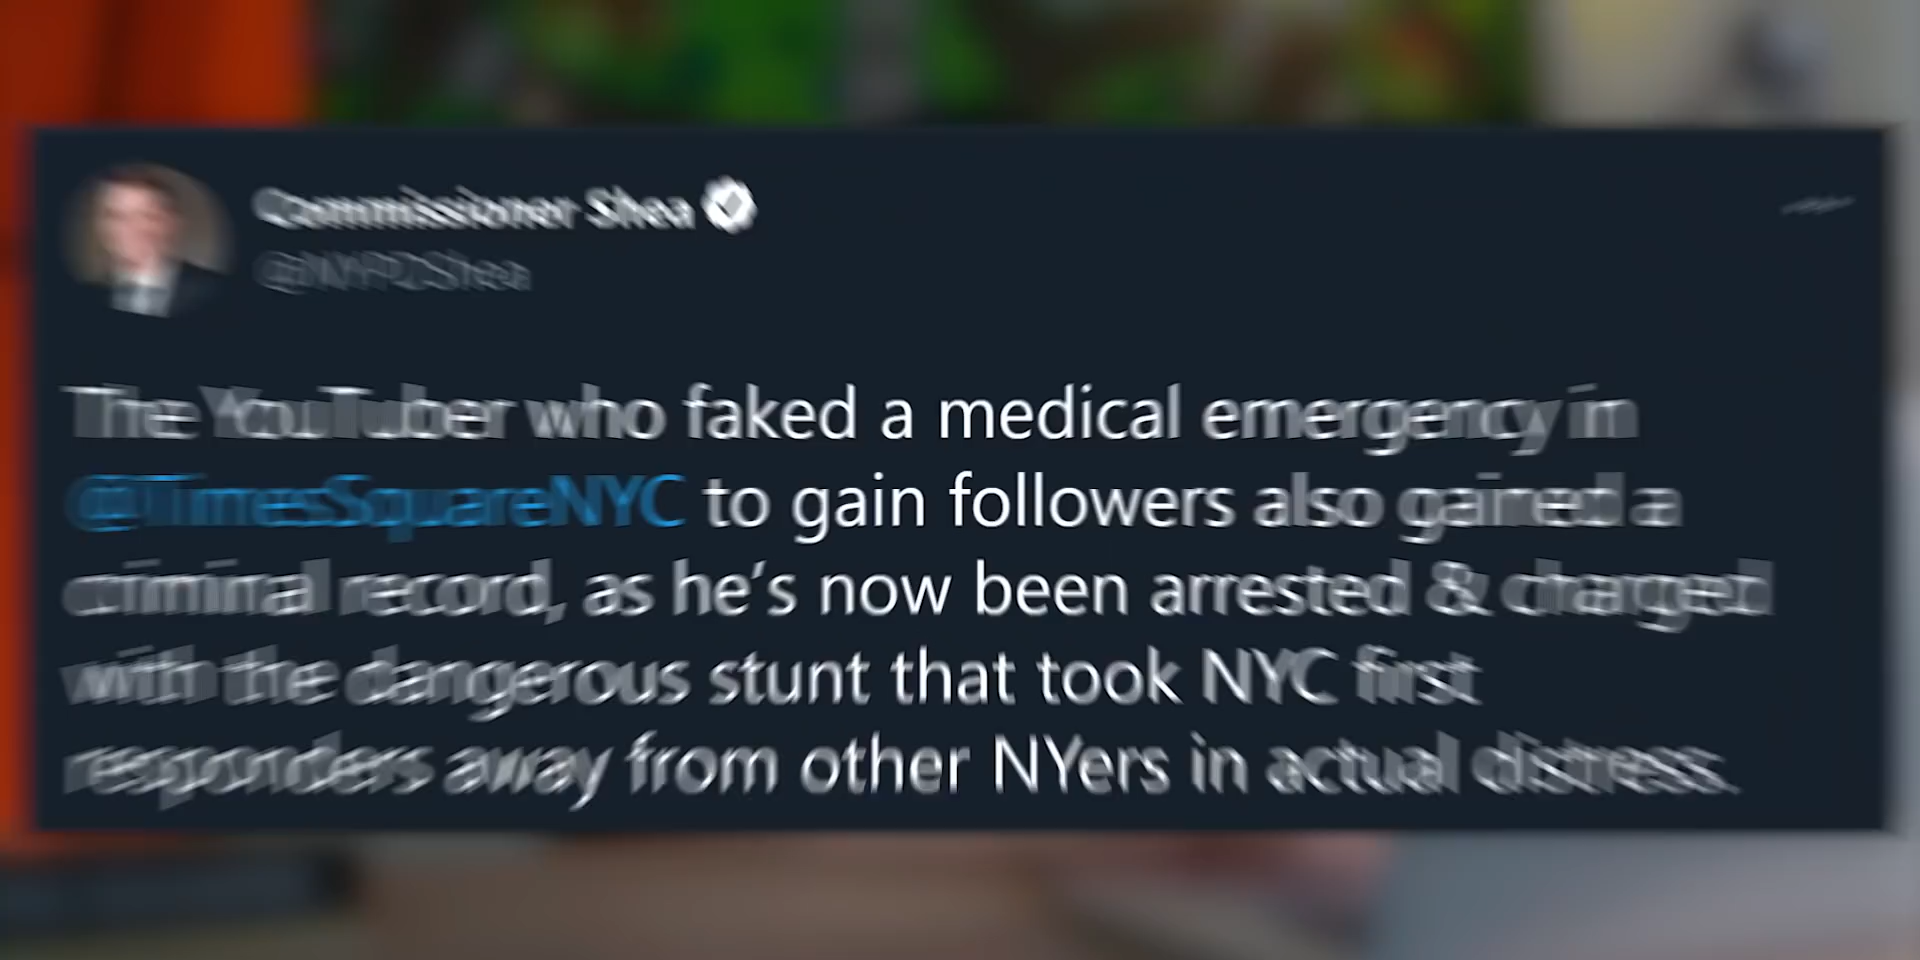 Commissioner Shea
@NYPDShea
The YouTuber who faked a medical emergency in
@TimesSquareNYC to gain followers also gained a
criminal record, as he's now been arrested & charged
with the dangerous stunt that took NYC first
responders away from other NYers in actual distress.